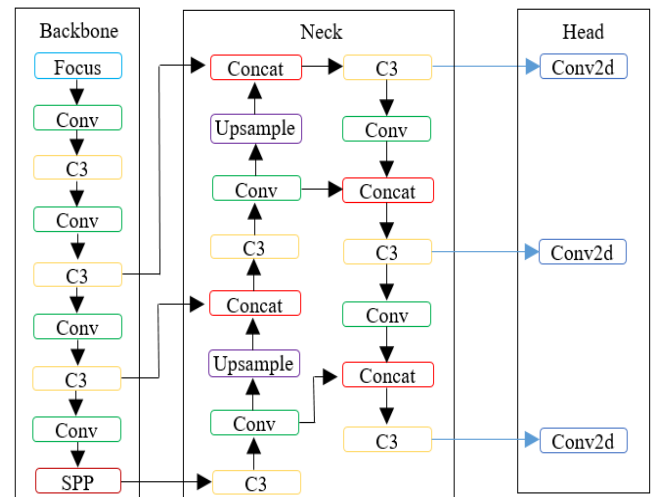 Backbone
Focus
Conv
C3
Conv
C3
Conv
C3
Conv
SPP
Neck
Concat
Upsample
Conv
C3
Concat
Upsample
Conv
C3
C3
Conv
Concat
C3
Conv
Concat
C3
Head
Conv2d
Conv2d
Conv2d